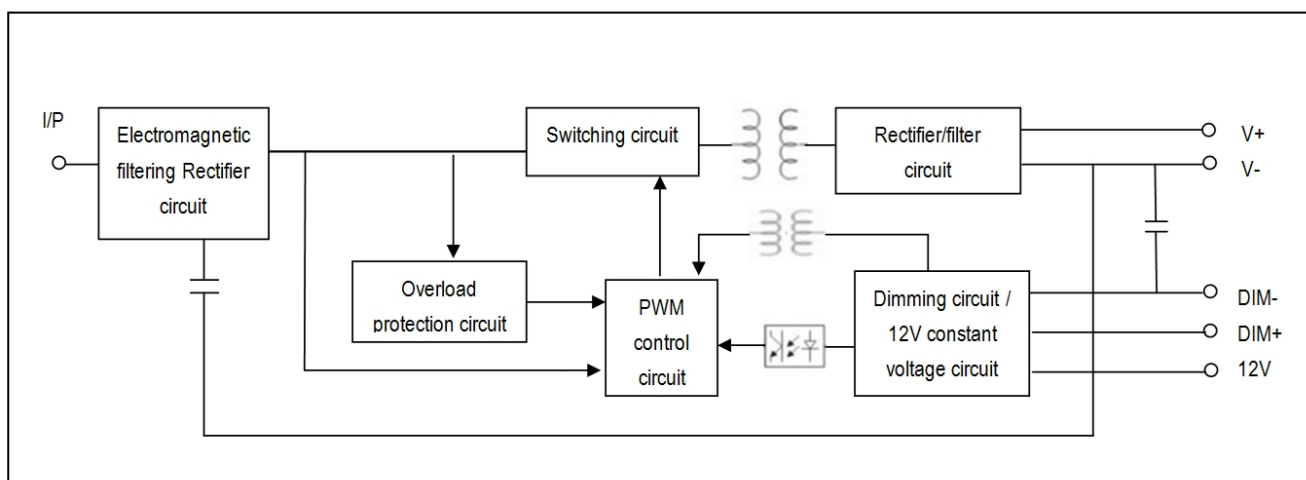 I/P
Electromagnetic
filtering Rectifier
circuit
Switching circuit
Rectifier/filter
circuit
V+
V-
Overload
protection circuit
PWM
control
circuit
Dimming circuit /
12V constant
voltage circuit
DIM-
DIM+
12V